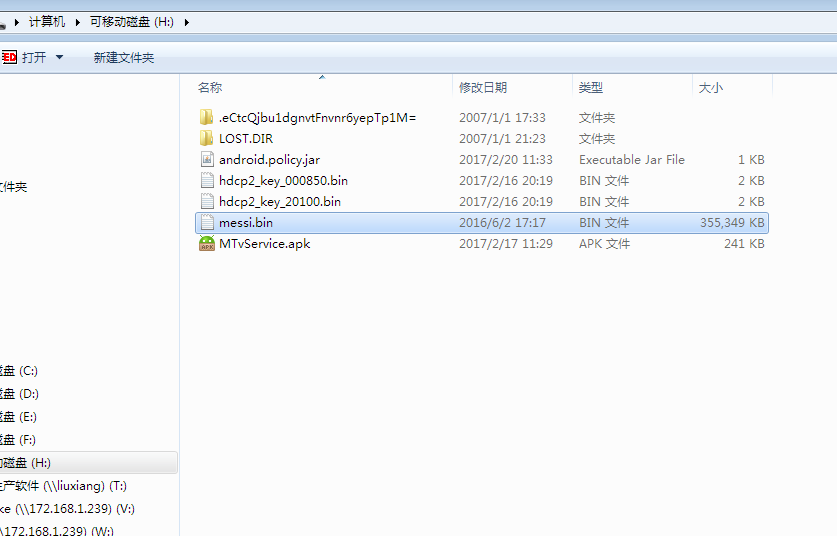 计算机 可移动磁盘 (H:)
打开 新建文件夹
名称 修改日期 类型 大小
.eCtcQjbu1dgnvtFnvnr6yepTp1M= 2007/1/1 17:33 文件夹
LOST.DIR 2007/1/1 21:23 文件夹
android.policy.jar 2017/2/20 11:33 Executable Jar File 1 KB
hdcp2_key_000850.bin 2017/2/16 20:19 BIN 文件 2 KB
文件夹
hdcp2_key_20100.bin 2017/2/16 20:19 BIN 文件 2 KB
messi.bin 2016/6/2 17:17 BIN 文件 355,349 KB
MTvService.apk 2017/2/17 11:29 APK 文件 241 KB
磁盘 (C:)
磁盘 (D:)
磁盘 (E:)
磁盘 (F:)
动磁盘 (H:)
生产软件 (\\liuxiang) (T:)
ke (\\172.168.1.239) (V:)
\\172.168.1.239) (W:)